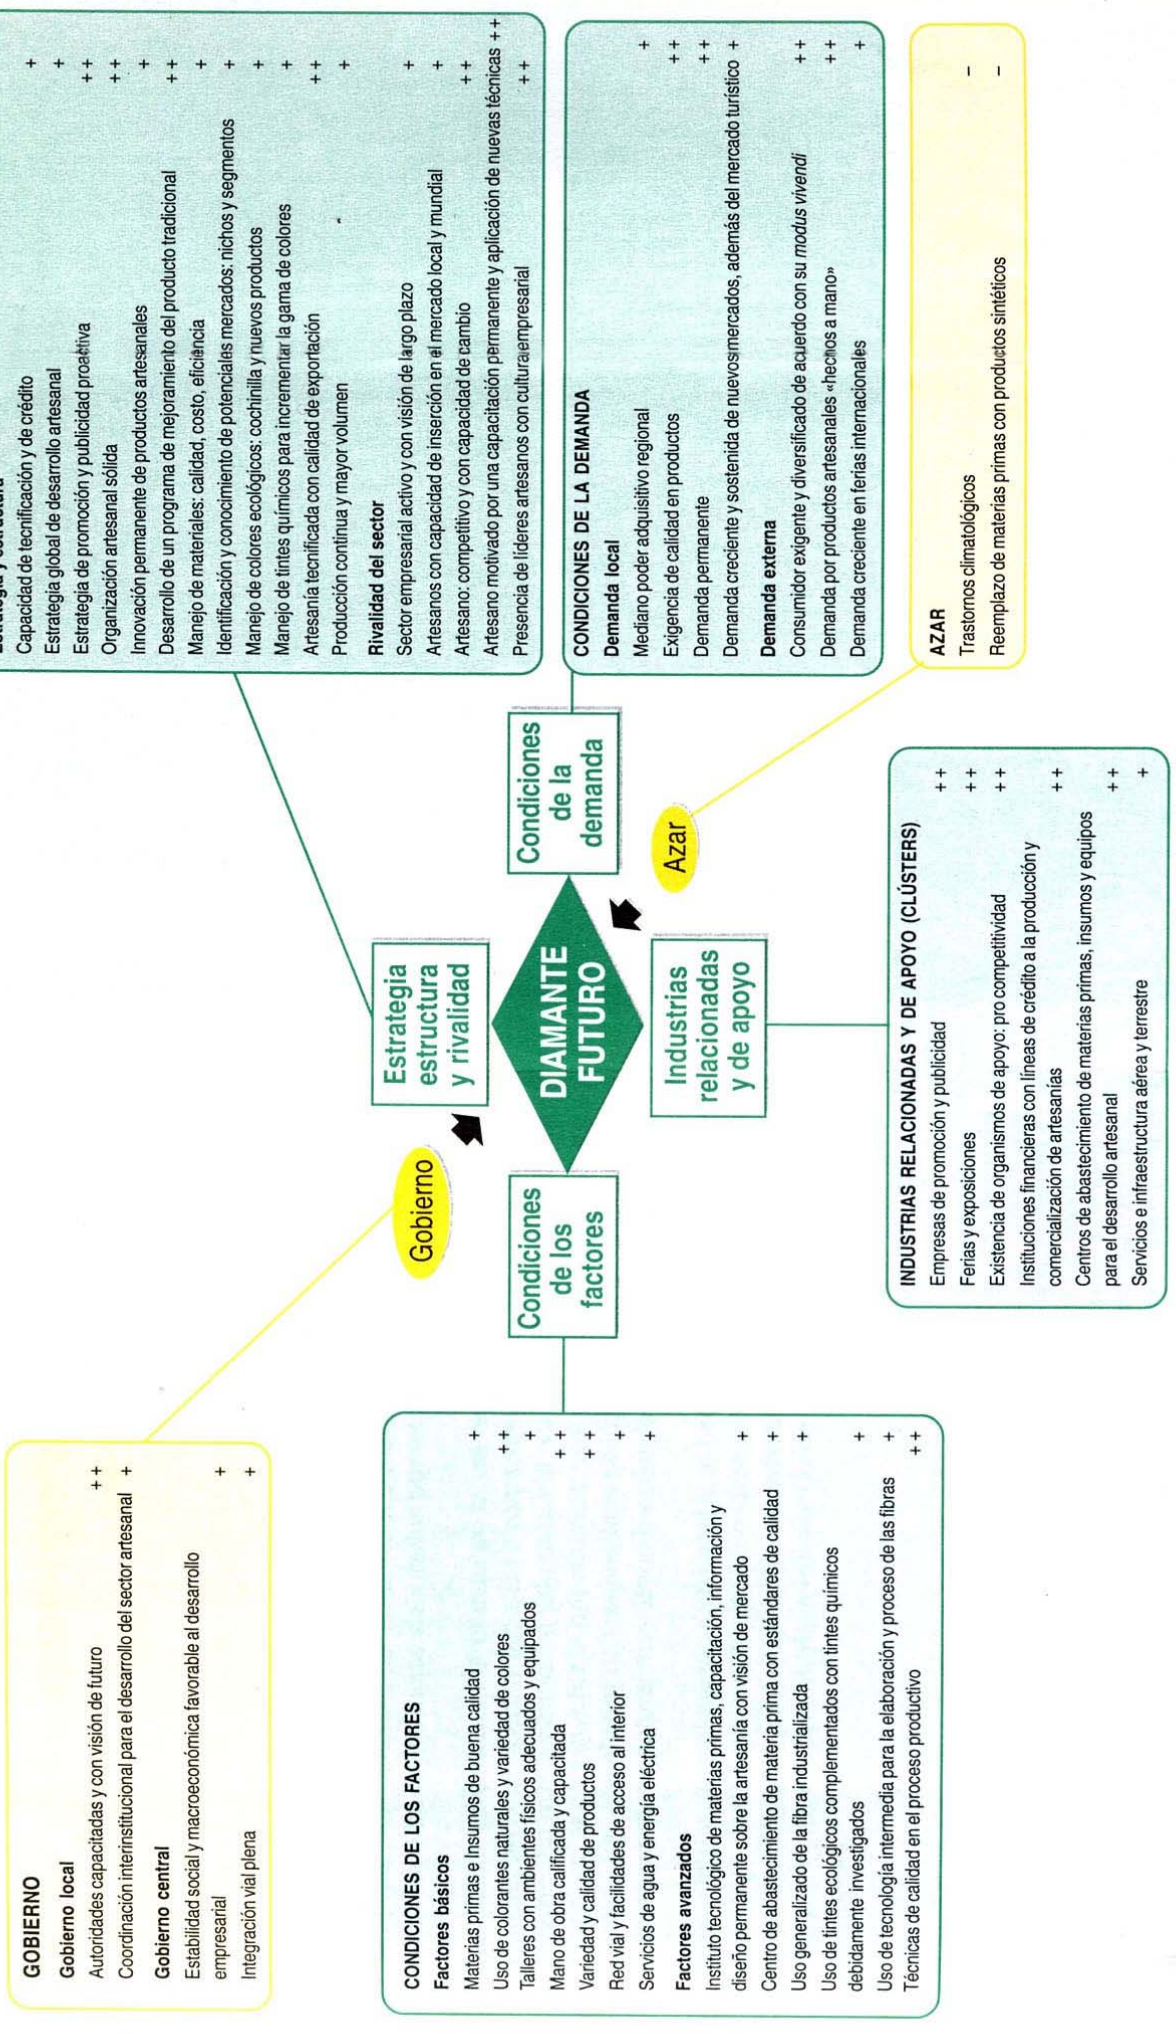 GOBIERNO
Gobierno local
Autoridades capacitadas y con visión de futuro ++
Coordinación interinstitucional para el desarrollo del sector artesanal +
Gobierno central
Estabilidad social y macroeconómica favorable al desarrollo
empresarial +
Integración vial plena +
estructura
Capacidad de tecnificación y de crédito +
Estrategia global de desarrollo artesanal +
Estrategia de promoción y publicidad proactiva ++
Organización artesanal sólida ++
Innovación permanente de productos artesanales +
Desarrollo de un programa de mejoramiento del producto tradicional ++
Manejo de materiales: calidad, costo, eficiencia +
Identificación y conocimiento de potenciales mercados: nichos y segmentos +
Manejo de colores ecológicos: cochinilla y nuevos productos +
Manejo de tintes químicos para incrementar la gama de colores +
Artesanía tecnificada con calidad de exportación ++
Producción continua y mayor volumen +
Rivalidad del sector
Sector empresarial activo y con visión de largo plazo +
Artesanos con capacidad de inserción en el mercado local y mundial +
Artesano: competitivo y con capacidad de cambio ++
Artesano motivado por una capacitación permanente y aplicación de nuevas técnicas ++
Presencia de líderes artesanos con cultura empresarial ++
Gobierno
Estrategia
estructura
y rivalidad
Condiciones
de los
factores
DIAMANTE
FUTURO
Condiciones
de la
demanda
Industrias
relacionadas
y de apoyo
Azar
CONDICIONES DE LOS FACTORES
Factores básicos
Materias primas e Insumos de buena calidad +
Uso de colorantes naturales y variedad de colores ++
Talleres con ambientes físicos adecuados y equipados +
Mano de obra calificada y capacitada ++
Variedad y calidad de productos ++
Red vial y facilidades de acceso al interior +
Servicios de agua y energía eléctrica +
Factores avanzados
Instituto tecnológico de materias primas, capacitación, información y
diseño permanente sobre la artesanía con visión de mercado +
Centro de abastecimiento de materia prima con estándares de calidad +
Uso generalizado de la fibra industrializada +
Uso de tintes ecológicos complementados con tintes químicos
debidamente investigados +
Uso de tecnología intermedia para la elaboración y proceso de las fibras +
Técnicas de calidad en el proceso productivo ++
CONDICIONES DE LA DEMANDA
Demanda local
Mediano poder adquisitivo regional +
Exigencia de calidad en productos ++
Demanda permanente ++
Demanda creciente y sostenida de nuevos mercados, además del mercado turístico +
Demanda externa
Consumidor exigente y diversificado de acuerdo con su modus vivendi ++
Demanda por productos artesanales «hechos a mano» ++
Demanda creciente en ferias internacionales +
INDUSTRIAS RELACIONADAS Y DE APOYO (CLÚSTERS)
Empresas de promoción y publicidad ++
Ferias y exposiciones ++
Existencia de organismos de apoyo: pro competitividad ++
Instituciones financieras con líneas de crédito a la producción y
comercialización de artesanías ++
Centros de abastecimiento de materias primas, insumos y equipos
para el desarrollo artesanal ++
Servicios e infraestructura aérea y terrestre +
AZAR
Trastornos climatológicos –
Reemplazo de materias primas con productos sintéticos –